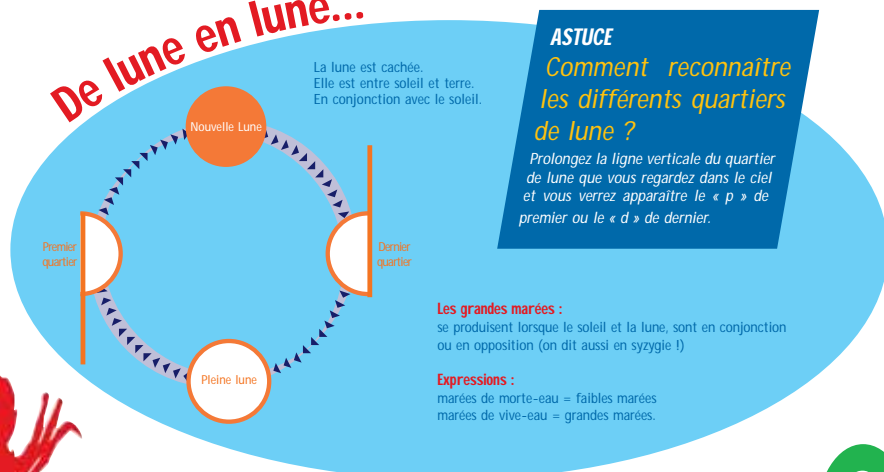 De lune en lune...
La lune est cachée.
Elle est entre soleil et terre.
En conjonction avec le soleil.
Nouvelle Lune
Premier
quartier
Dernier
quartier
Pleine lune
ASTUCE
Comment reconnaître
les différents quartiers
de lune ?
Prolongez la ligne verticale du quartier
de lune que vous regardez dans le ciel
et vous verrez apparaître le « p » de
premier ou le « d » de dernier.
Les grandes marées :
se produisent lorsque le soleil et la lune, sont en conjonction
ou en opposition (on dit aussi en syzygie !)
Expressions :
marées de morte-eau = faibles marées
marées de vive-eau = grandes marées.